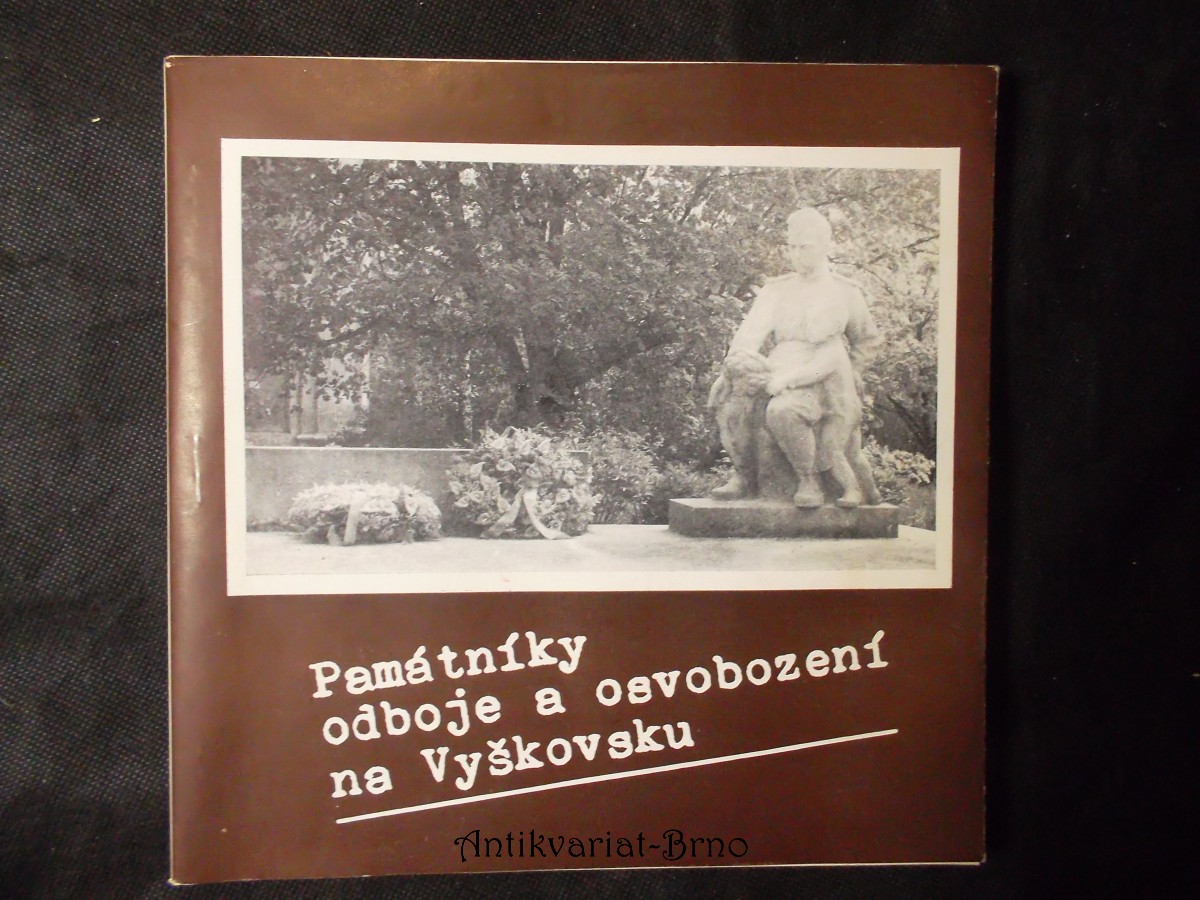 Památníky
odboje a osvobození
na Vyškovsku
Antikvariat-Brno